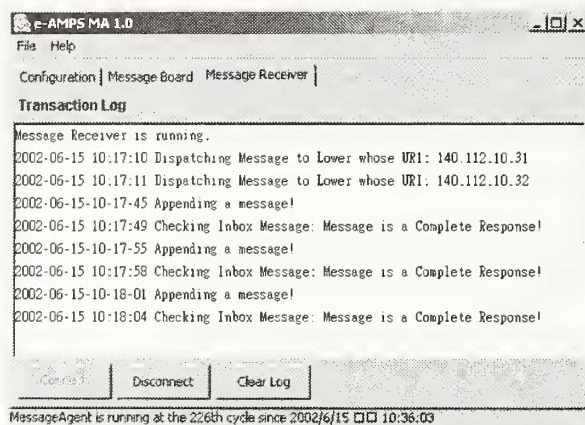 e-AMPS MA 1.0
File Help
Configuration Message Board Message Receiver
Transaction Log
Message Receiver is running.
2002-06-15 10:17:10 Dispatching Message to Lower whose URI: 140.112.10.31
2002-06-15 10:17:11 Dispatching Message to Lower whose URI: 140.112.10.32
2002-06-15-10-17-45 Appending a message!
2002-06-15 10:17:49 Checking Inbox Message: Message is a Complete Response!
2002-06-15-10-17-55 Appending a message!
2002-06-15 10:17:58 Checking Inbox Message: Message is a Complete Response!
2002-06-15-10-18-01 Appending a message!
2002-06-15 10:18:04 Checking Inbox Message: Message is a Complete Response!
Connect Disconnect Clear Log
MessageAgent is running at the 226th cycle since 2002/6/15 □□ 10:36:03